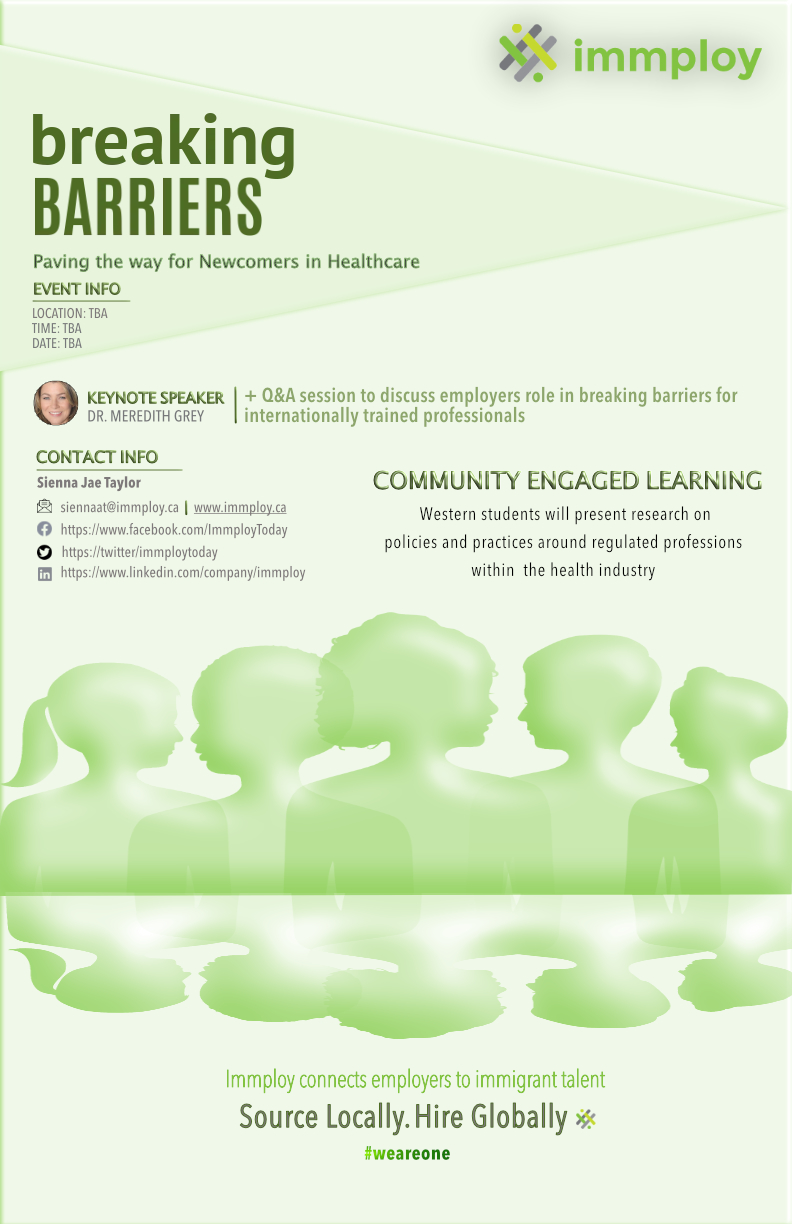 immploy
breaking
BARRIERS
Paving the way for Newcomers in Healthcare
EVENT INFO
LOCATION: TBA
TIME: TBA
DATE: TBA
KEYNOTE SPEAKER
DR. MEREDITH GREY
+ Q&A session to discuss employers role in breaking barriers for
internationally trained professionals
CONTACT INFO
Sienna Jae Taylor
siennaat@immploy.ca | www.immploy.ca
https://www.facebook.com/ImmployToday
https://twitter/immploytoday
https://www.linkedin.com/company/immploy
COMMUNITY ENGAGED LEARNING
Western students will present research on
policies and practices around regulated professions
within the health industry
Immploy connects employers to immigrant talent
Source Locally. Hire Globally
#weareone